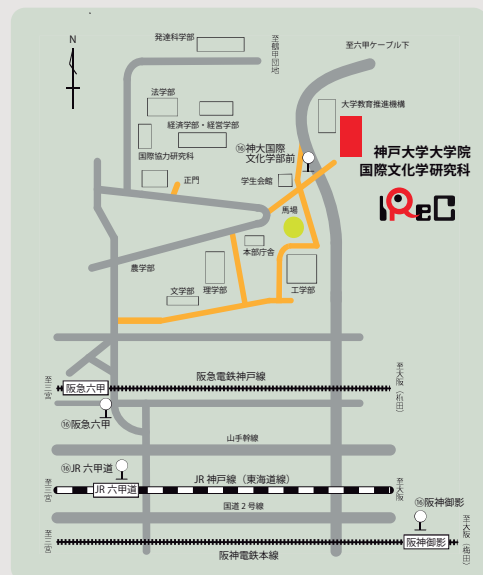 N
発達科学部
至鶴甲団地
至六甲ケーブル下
法学部
大学教育推進機構
経済学部・経営学部
国際協力研究科
⑯神大国際
文化学部前
神戸大学大学院
国際文化学研究科
正門
学生会館
IReC
馬場
本部庁舎
農学部
理学部
工学部
文学部
阪急電鉄神戸線
至三宮
阪急六甲
至大阪（梅田）
⑯阪急六甲
山手幹線
⑯JR 六甲道
JR 神戸線（東海道線）
至三宮
JR 六甲道
至大阪
国道2号線
⑯阪神御影
至三宮
阪神電鉄本線
阪神御影
至大阪（梅田）